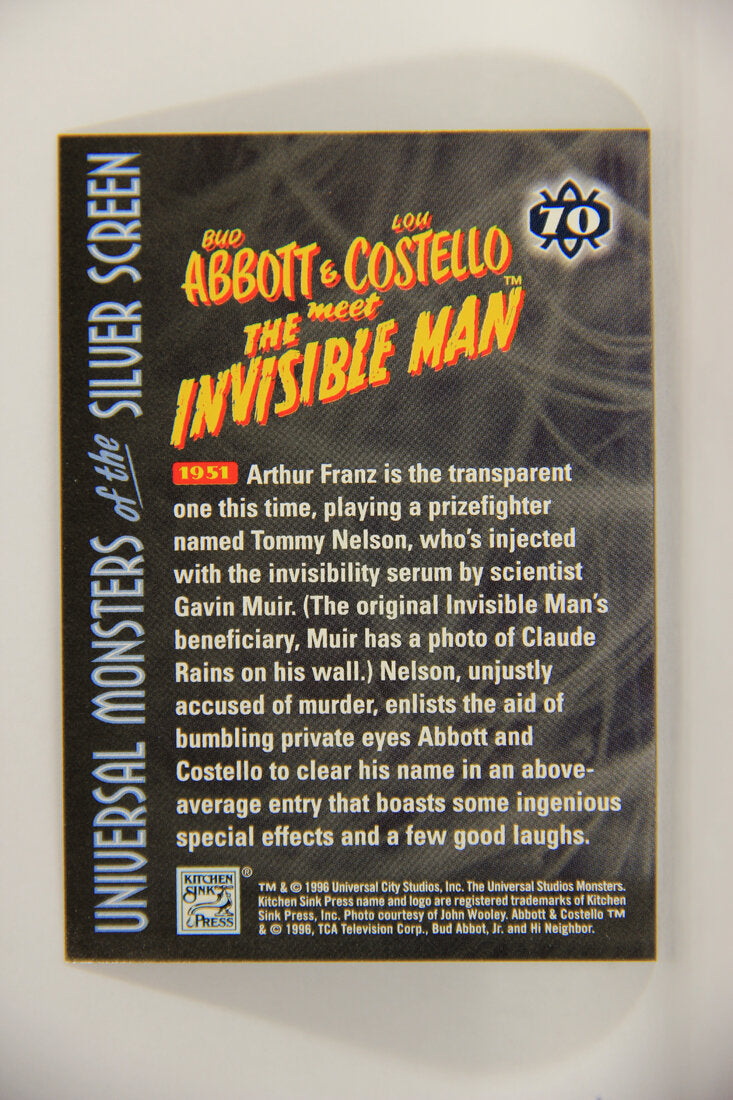 UNIVERSAL MONSTERS of the SILVER SCREEN
70
BUD LOU
ABBOTT & COSTELLO
meet
THE
INVISIBLE MAN™
1951 Arthur Franz is the transparent
one this time, playing a prizefighter
named Tommy Nelson, who's injected
with the invisibility serum by scientist
Gavin Muir. (The original Invisible Man's
beneficiary, Muir has a photo of Claude
Rains on his wall.) Nelson, unjustly
accused of murder, enlists the aid of
bumbling private eyes Abbott and
Costello to clear his name in an above-
average entry that boasts some ingenious
special effects and a few good laughs.
KITCHEN
SINK
PRESS
®
TM & © 1996 Universal City Studios, Inc. The Universal Studios Monsters.
Kitchen Sink Press name and logo are registered trademarks of Kitchen
Sink Press, Inc. Photo courtesy of John Wooley. Abbott & Costello TM
& © 1996, TCA Television Corp., Bud Abbot, Jr. and Hi Neighbor.